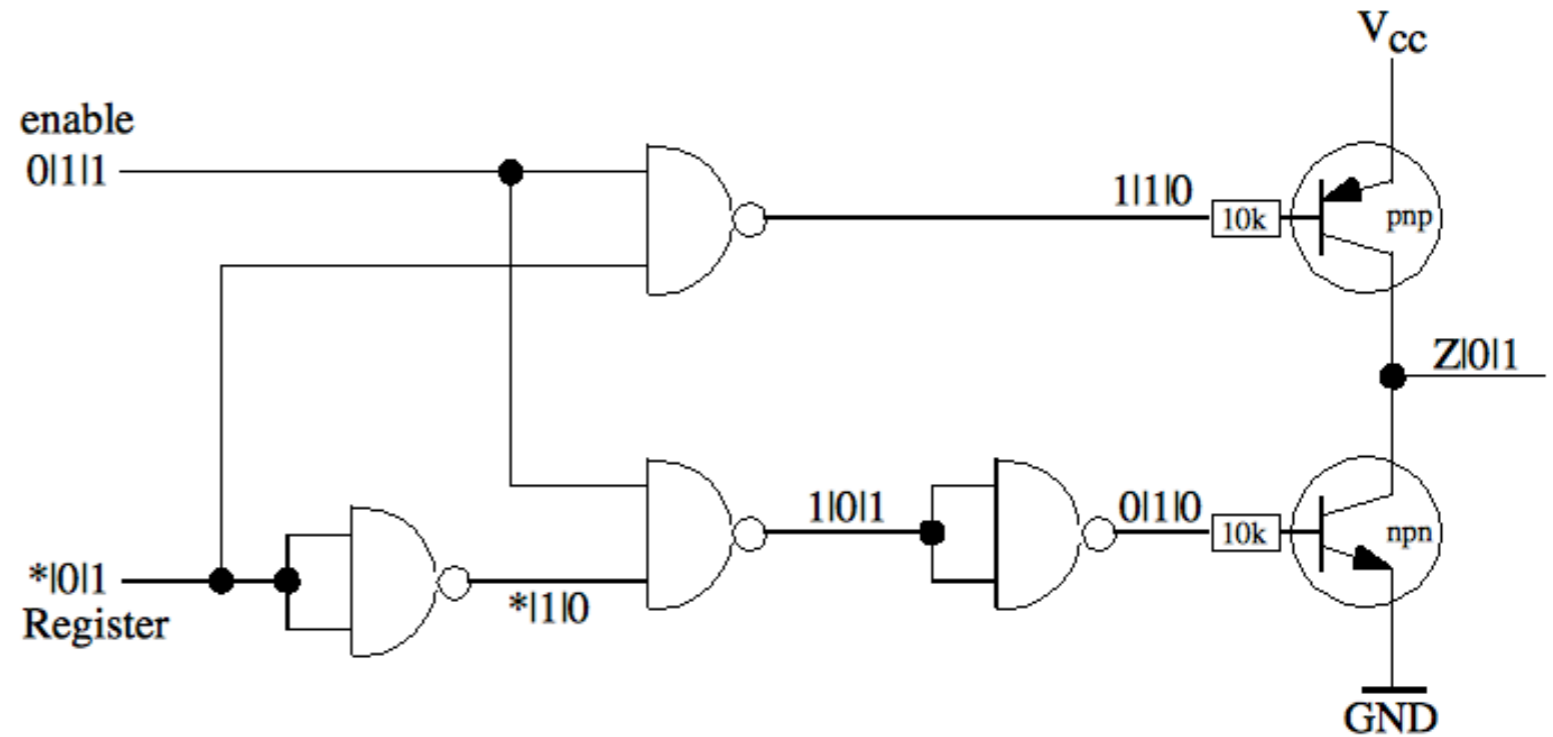 V_CC
enable
0|1|1
1|1|0
10k
pnp
Z|0|1
1|0|1
0|1|0
10k
npn
*|0|1
*|1|0
Register
GND